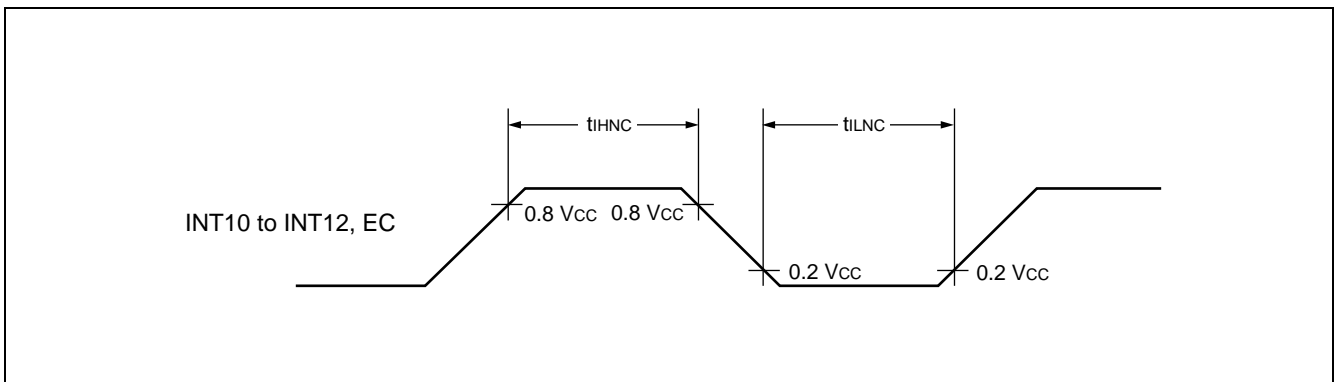 tIHNC
tILNC
INT10 to INT12, EC
0.8 VCC
0.8 VCC
0.2 VCC
0.2 VCC